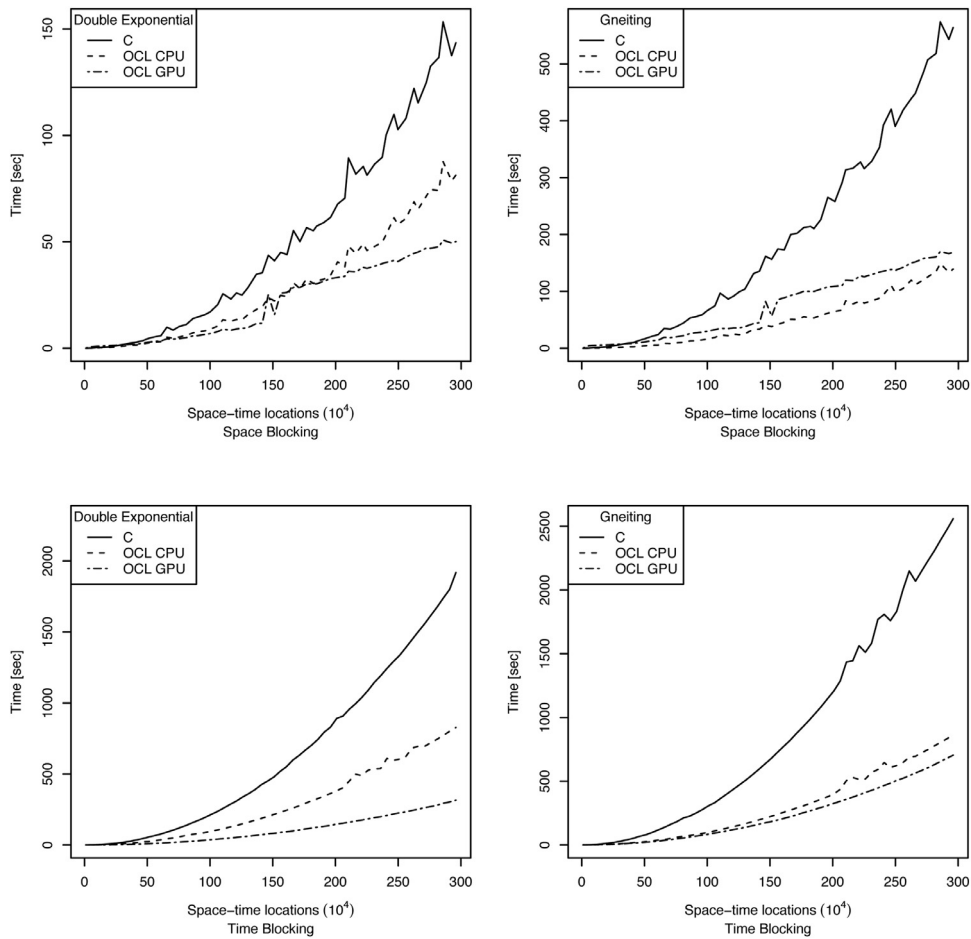 Double Exponential
C
OCL CPU
OCL GPU
Time [sec]
0
50
100
150
0 50 100 150 200 250 300
Space−time locations (10⁴)
Space Blocking
Gneiting
C
OCL CPU
OCL GPU
Time [sec]
0
100
200
300
400
500
0 50 100 150 200 250 300
Space−time locations (10⁴)
Space Blocking
Double Exponential
C
OCL CPU
OCL GPU
Time [sec]
0
500
1000
1500
2000
0 50 100 150 200 250 300
Space−time locations (10⁴)
Time Blocking
Gneiting
C
OCL CPU
OCL GPU
Time [sec]
0
500
1000
1500
2000
2500
0 50 100 150 200 250 300
Space−time locations (10⁴)
Time Blocking